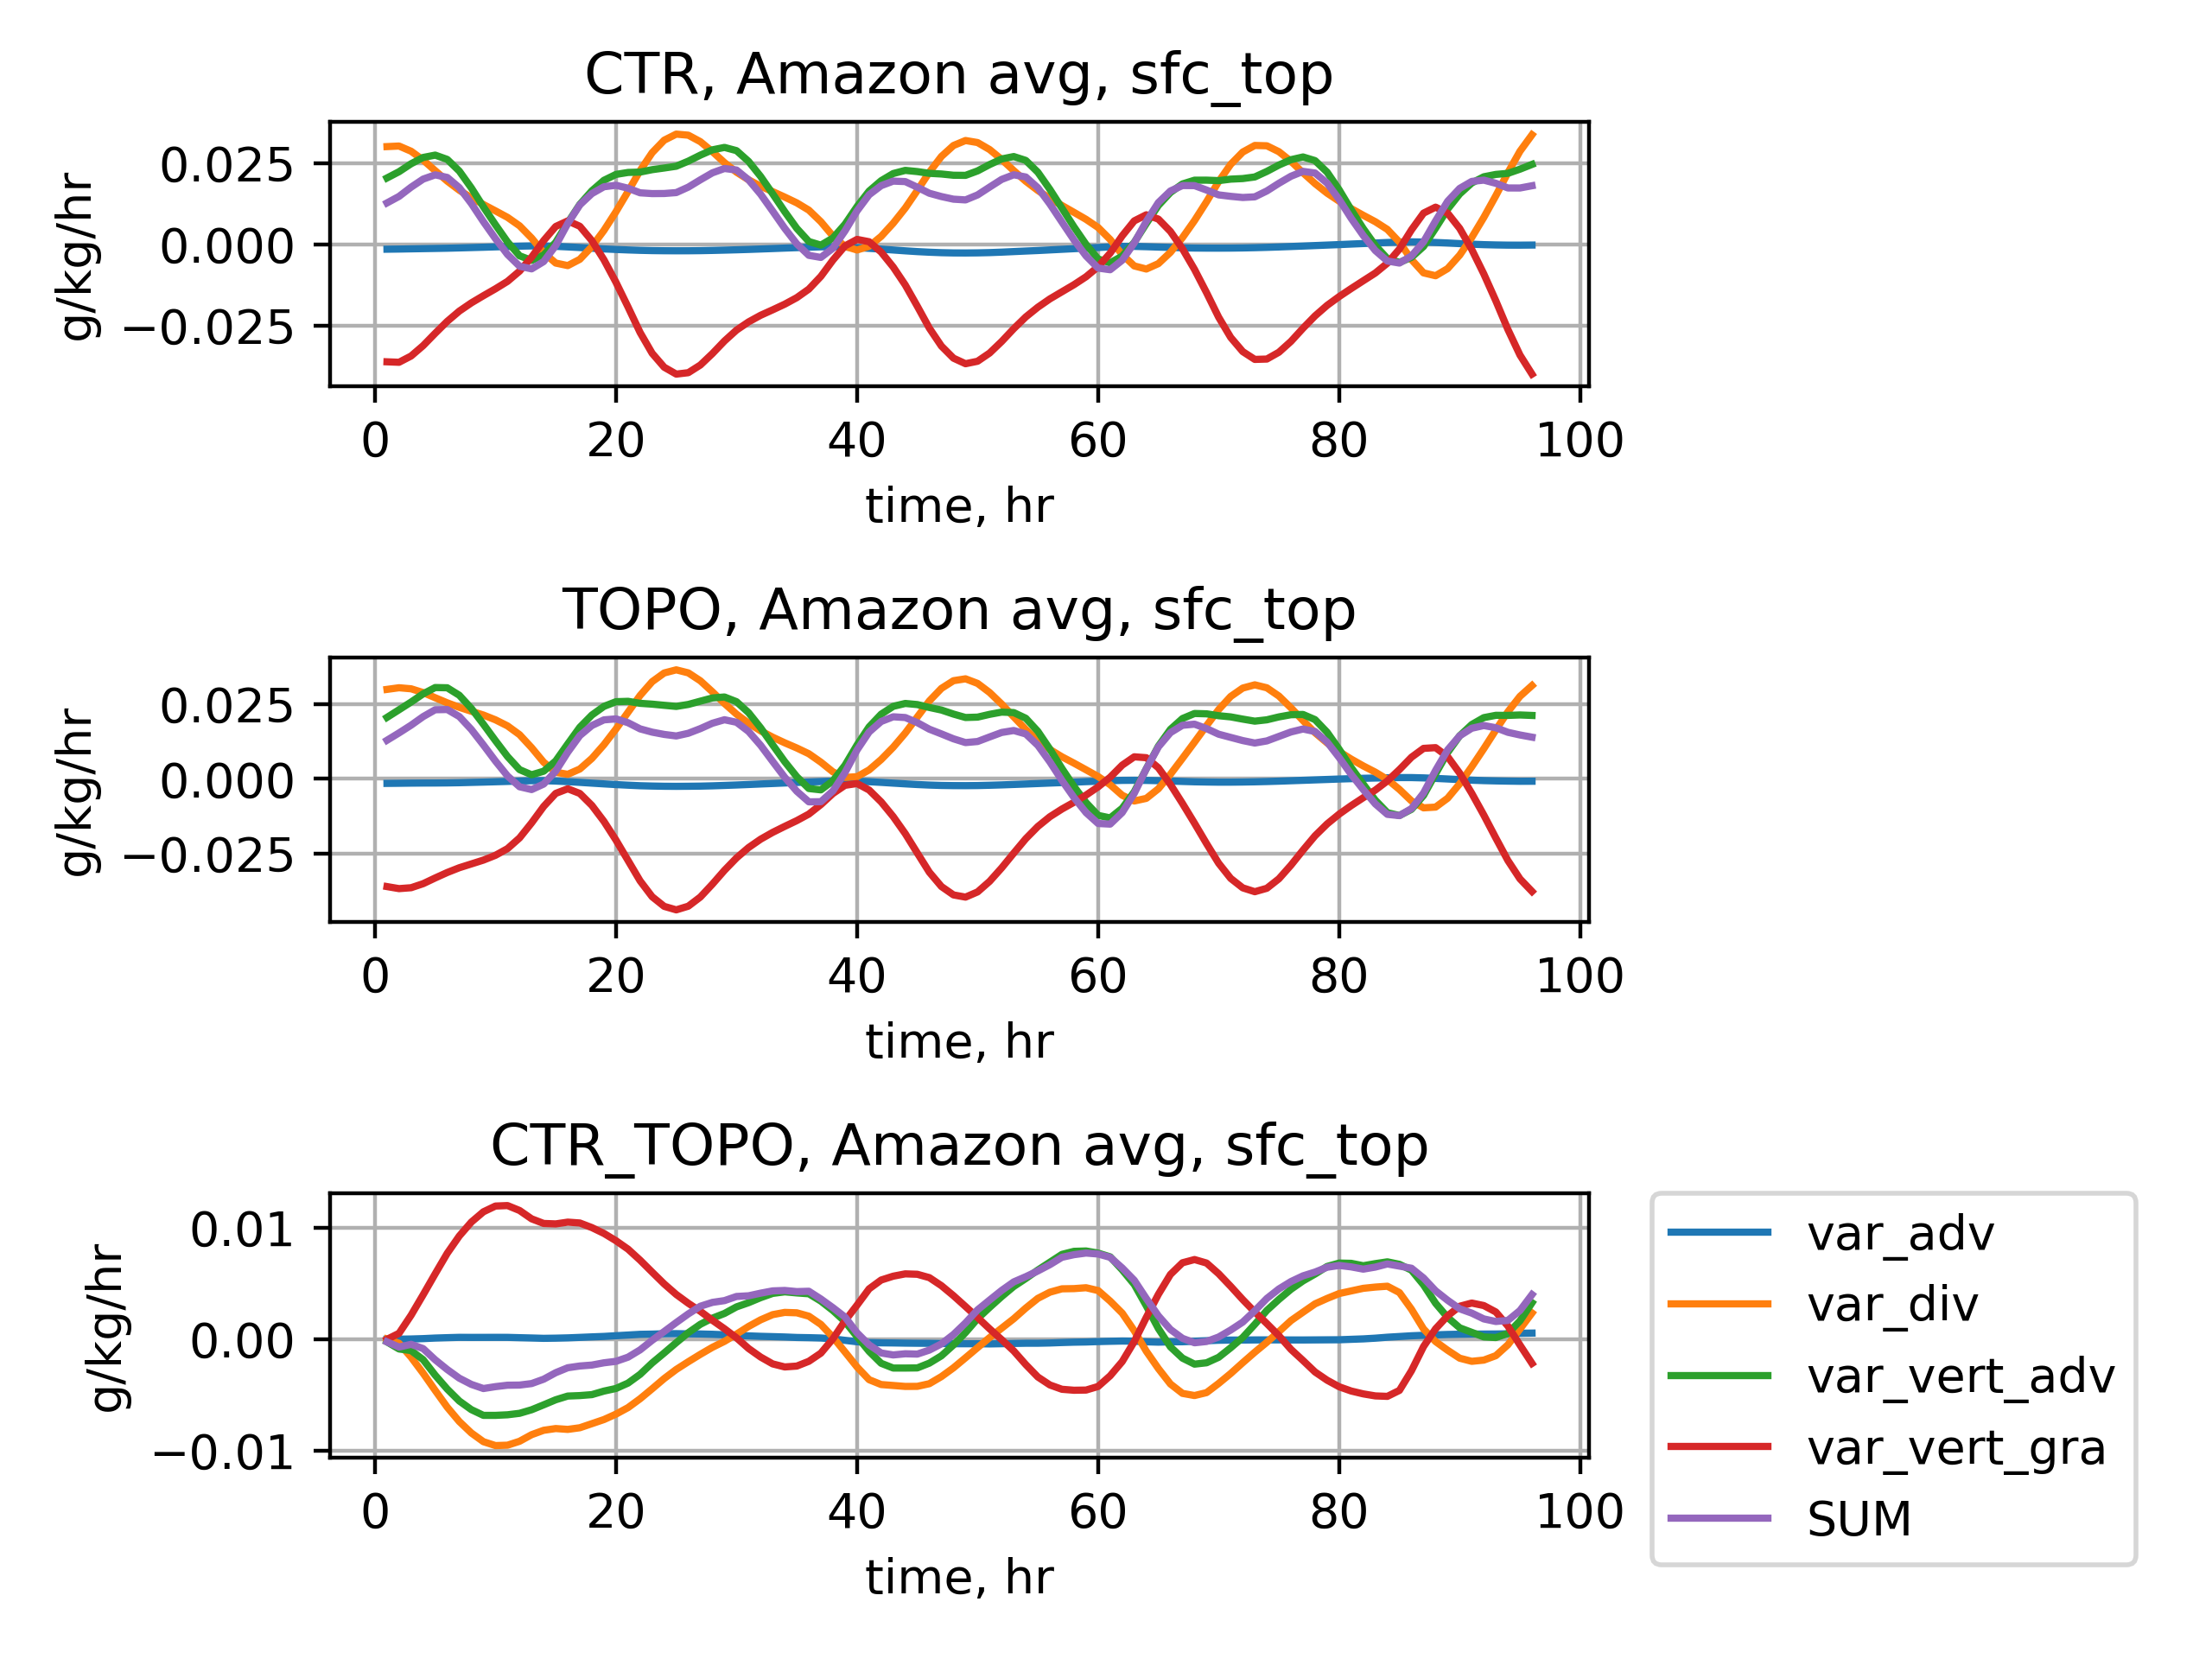 CTR, Amazon avg, sfc_top
g/kg/hr
0.025
0.000
−0.025
0 20 40 60 80 100
time, hr
TOPO, Amazon avg, sfc_top
g/kg/hr
0.025
0.000
−0.025
0 20 40 60 80 100
time, hr
CTR_TOPO, Amazon avg, sfc_top
g/kg/hr
0.01
0.00
−0.01
0 20 40 60 80 100
time, hr
var_adv
var_div
var_vert_adv
var_vert_gra
SUM